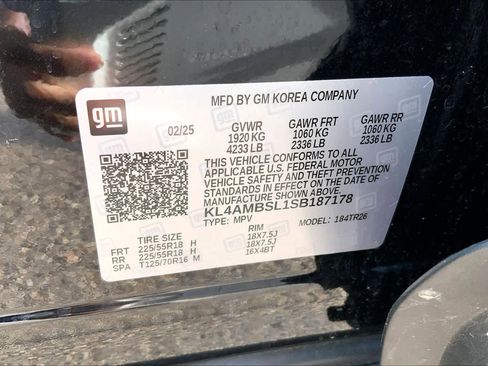 MFD BY GM KOREA COMPANY
gm
02/25 GVWR GAWR FRT GAWR RR
1920 KG 1060 KG 1060 KG
4233 LB 2336 LB 2336 LB
THIS VEHICLE CONFORMS TO ALL
APPLICABLE U.S. FEDERAL MOTOR
VEHICLE SAFETY AND THEFT
PREVENTION STANDARDS IN EFFECT ON THE DATE OF
MANUFACTURE SHOWN ABOVE.
KL4AMBSL1SB187178
TYPE: MPV MODEL: 184TR26
TIRE SIZE RIM
FRT 225/55R18 H 18X7.5J
RR 225/55R18 H 18X7.5J
SPA T125/70R16 M 16X4BT